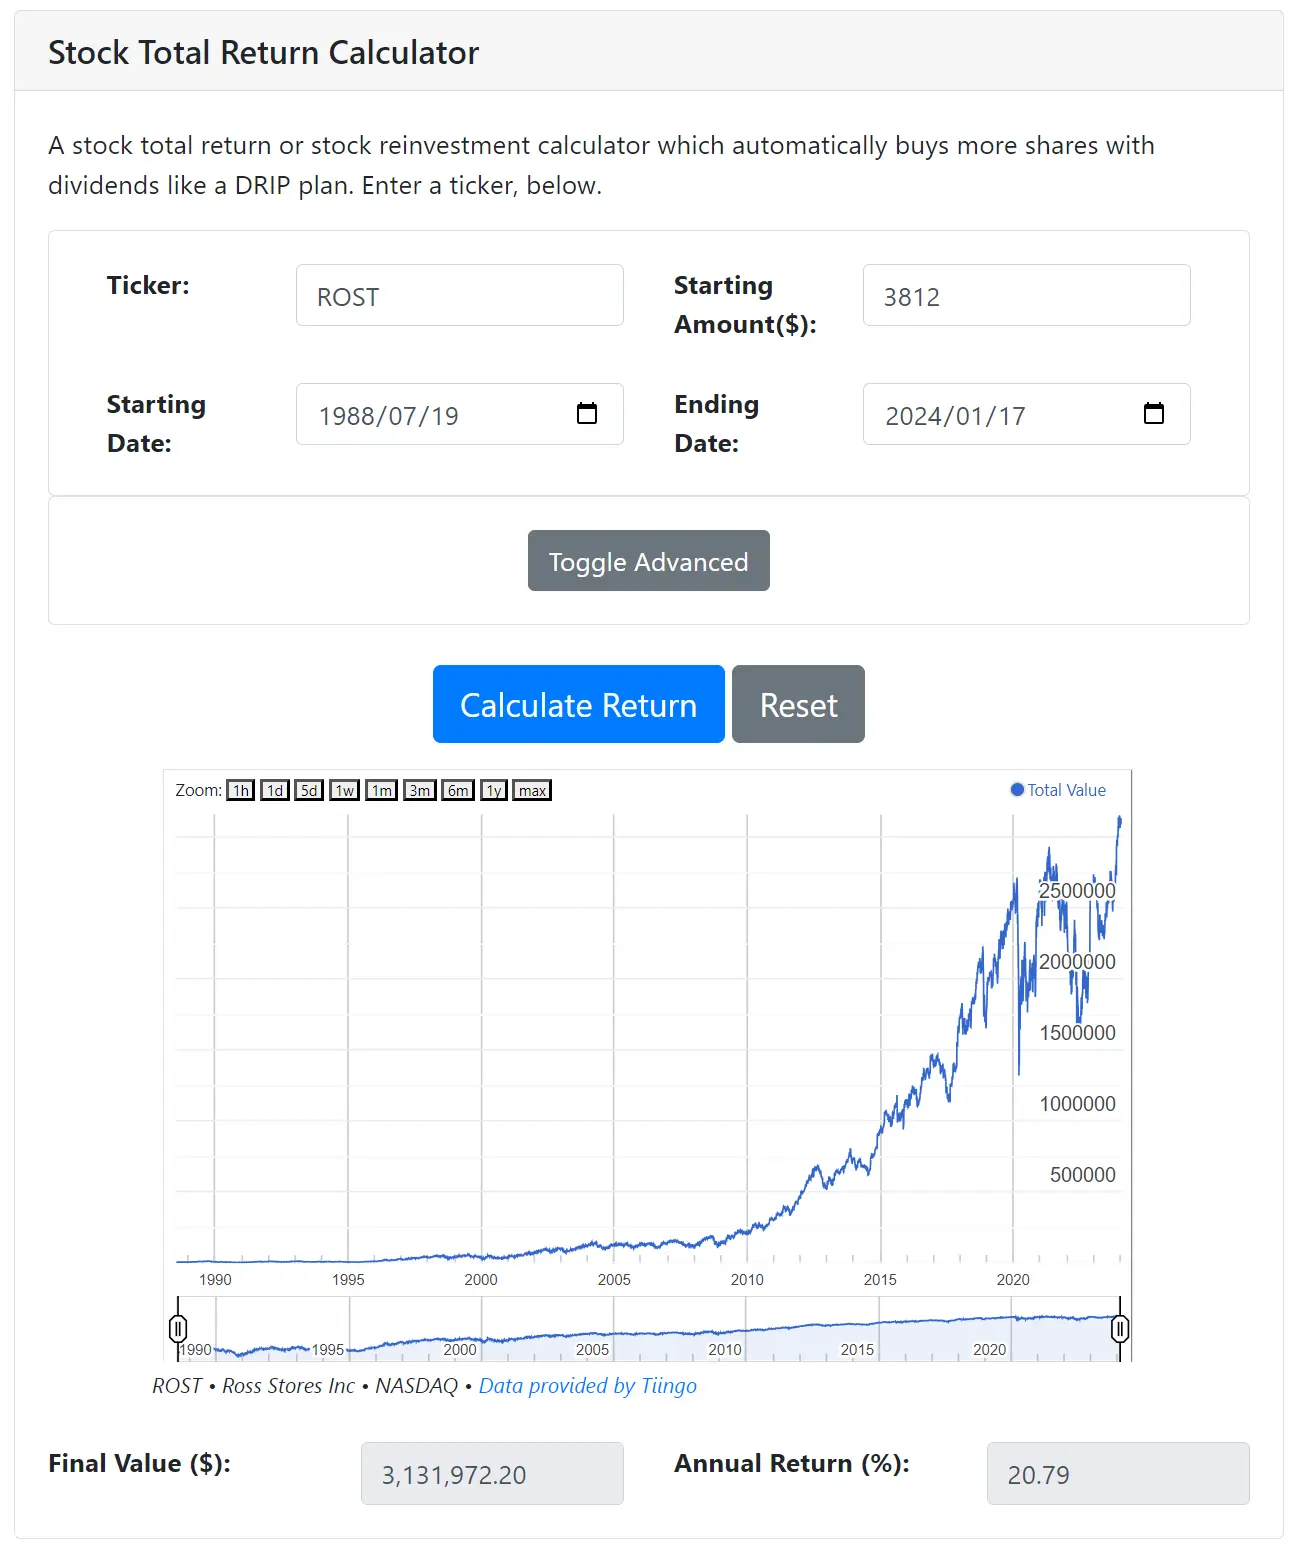 Stock Total Return Calculator
A stock total return or stock reinvestment calculator which automatically buys more shares with
dividends like a DRIP plan. Enter a ticker, below.
Ticker:
ROST
Starting
Amount($):
3812
Starting
Date:
1988/07/19
Ending
Date:
2024/01/17
Toggle Advanced
Calculate Return
Reset
Zoom: 1h 1d 5d 1w 1m 3m 6m 1y max
Total Value
2500000
2000000
1500000
1000000
500000
1990 1995 2000 2005 2010 2015 2020
1990 1995 2000 2005 2010 2015 2020
ROST • Ross Stores Inc • NASDAQ • Data provided by Tiingo
Final Value ($):
3,131,972.20
Annual Return (%):
20.79